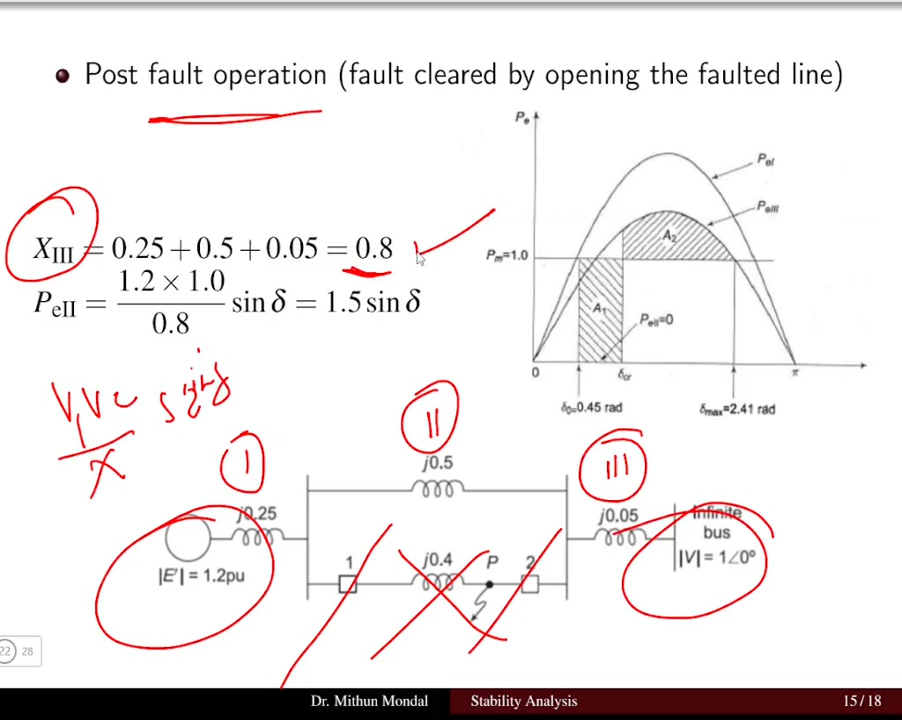 • Post fault operation (fault cleared by opening the faulted line)
X_III = 0.25 + 0.5 + 0.05 = 0.8
P_eII = (1.2 × 1.0)/0.8 sin δ = 1.5 sin δ
P_e
P_eI
P_eIII
A_2
P_m=1.0
A_1
P_eII=0
0
δ_cr
π
δ_0=0.45 rad
δ_max=2.41 rad
I
II
III
j0.5
j0.25
j0.05
Infinite
bus
|V| = 1∠0°
1
j0.4
P
2
|E'| = 1.2pu
22
28
Dr. Mithun Mondal
Stability Analysis
15 / 18